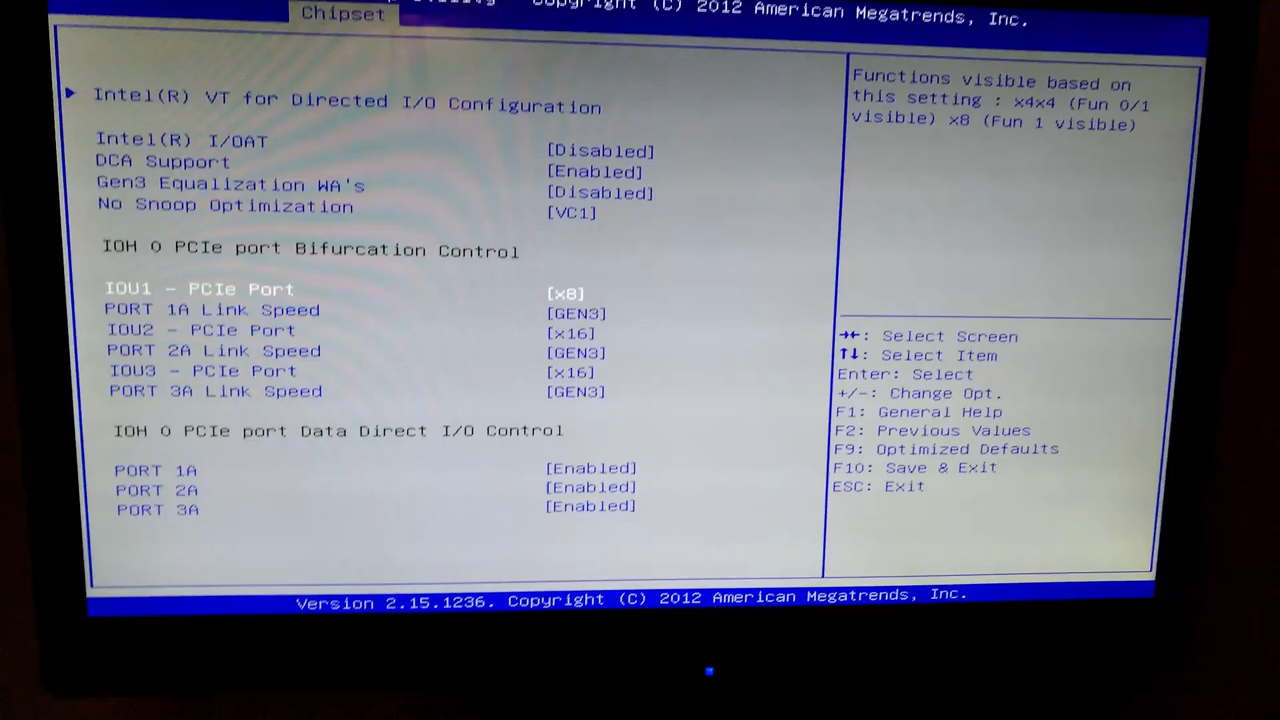 Copyright (C) 2012 American Megatrends, Inc.
Chipset
Intel(R) VT for Directed I/O Configuration
Intel(R) I/OAT [Disabled]
DCA Support [Enabled]
Gen3 Equalization WA's [Disabled]
No Snoop Optimization [VC1]
IOH 0 PCIe port Bifurcation Control
IOU1 - PCIe Port [x8]
PORT 1A Link Speed [GEN3]
IOU2 - PCIe Port [x16]
PORT 2A Link Speed [GEN3]
IOU3 - PCIe Port [x16]
PORT 3A Link Speed [GEN3]
IOH 0 PCIe port Data Direct I/O Control
PORT 1A [Enabled]
PORT 2A [Enabled]
PORT 3A [Enabled]
Functions visible based on
this setting : x4x4 (Fun 0/1
visible) x8 (Fun 1 visible)
→←: Select Screen
↑↓: Select Item
Enter: Select
+/-: Change Opt.
F1: General Help
F2: Previous Values
F9: Optimized Defaults
F10: Save & Exit
ESC: Exit
Version 2.15.1236. Copyright (C) 2012 American Megatrends, Inc.